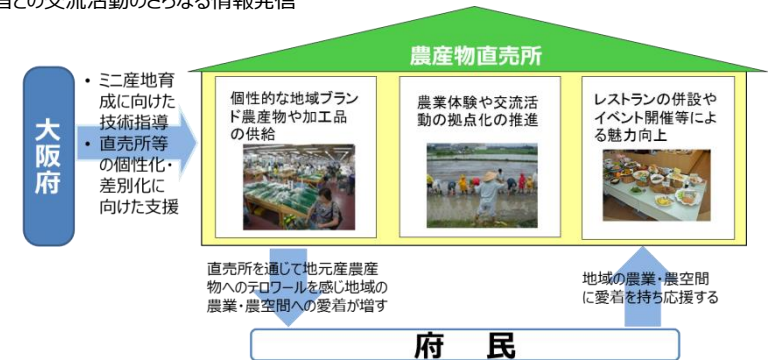 との交流活動のさらなる情報発信
農産物直売所
大阪府
• ミニ産地育
成に向けた
技術指導
• 直売所等
の個性化・
差別化に
向けた支援
個性的な地域ブラン
ド農産物や加工品
の供給
農業体験や交流活
動の拠点化の推進
レストランの併設や
イベント開催等によ
る魅力向上
直売所を通じて地元産農産
物へのテロワールを感じ地域の
農業・農空間への愛着が増す
地域の農業・農空間
に愛着を持ち応援する
府 民